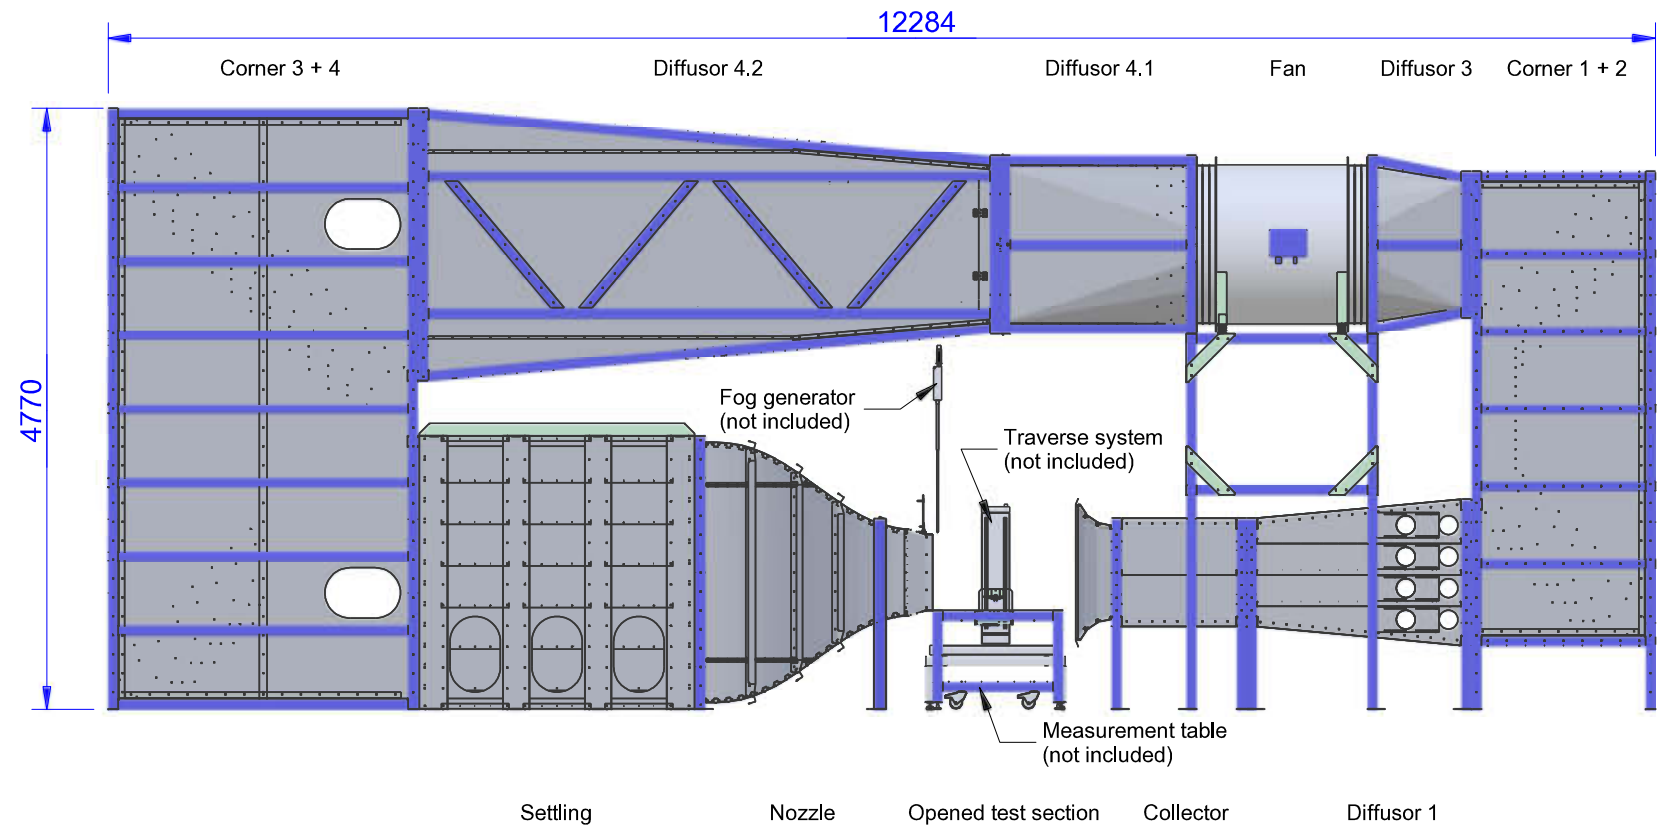 12284
Corner 3 + 4
Diffusor 4.2
Diffusor 4.1
Fan
Diffusor 3
Corner 1 + 2
4770
Fog generator
(not included)
Traverse system
(not included)
Measurement table
(not included)
Settling
Nozzle
Opened test section
Collector
Diffusor 1